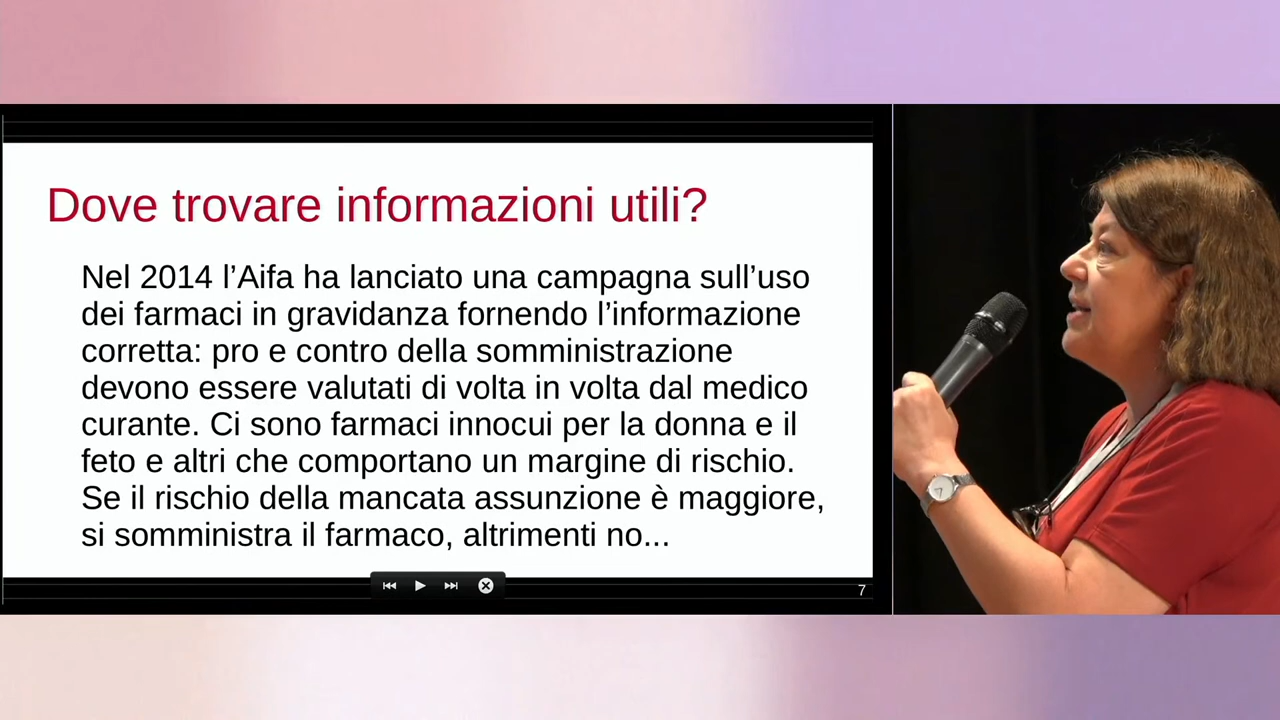 Dove trovare informazioni utili?
Nel 2014 l’Aifa ha lanciato una campagna sull’uso
dei farmaci in gravidanza fornendo l’informazione
corretta: pro e contro della somministrazione
devono essere valutati di volta in volta dal medico
curante. Ci sono farmaci innocui per la donna e il
feto e altri che comportano un margine di rischio.
Se il rischio della mancata assunzione è maggiore,
si somministra il farmaco, altrimenti no...
7